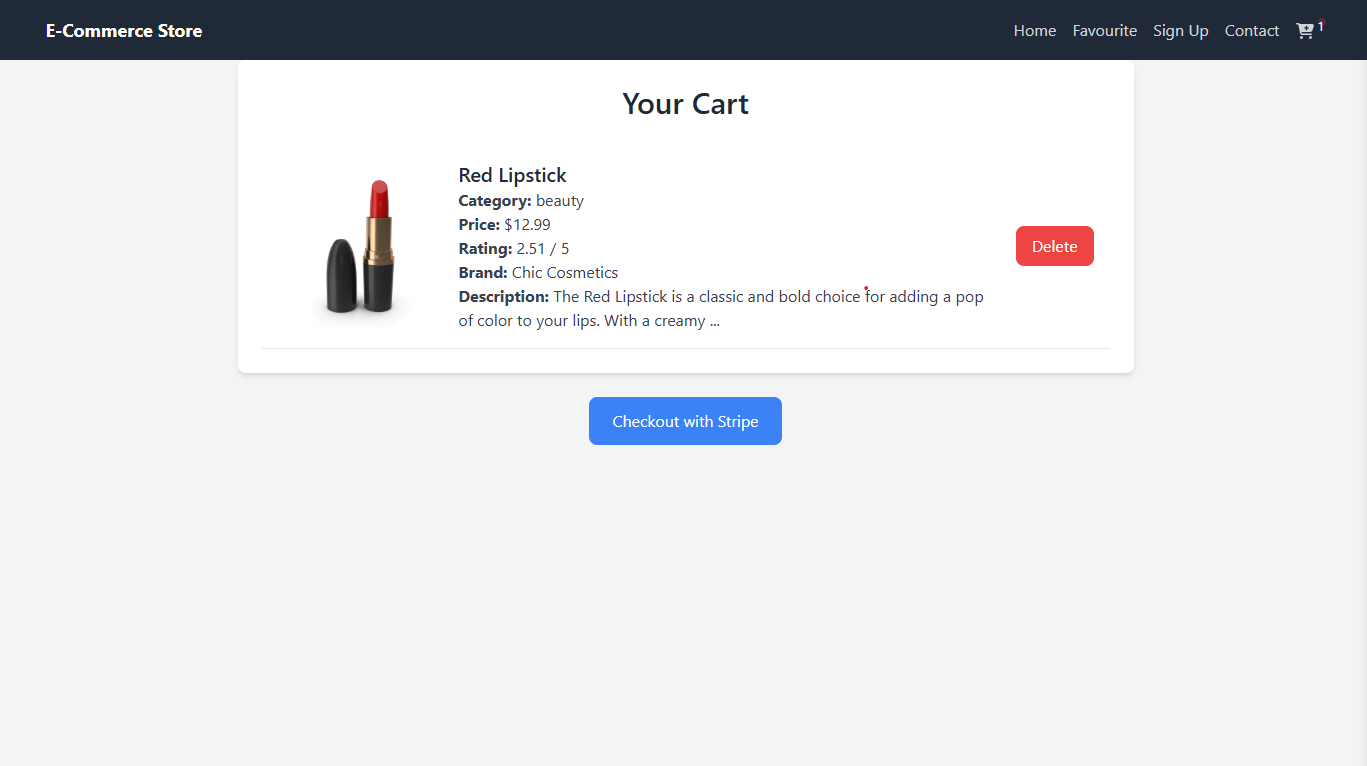 E-Commerce Store
Home Favourite Sign Up Contact 1
Your Cart
Red Lipstick
Category: beauty
Price: $12.99
Rating: 2.51 / 5
Brand: Chic Cosmetics
Description: The Red Lipstick is a classic and bold choice for adding a pop
of color to your lips. With a creamy ...
Delete
Checkout with Stripe